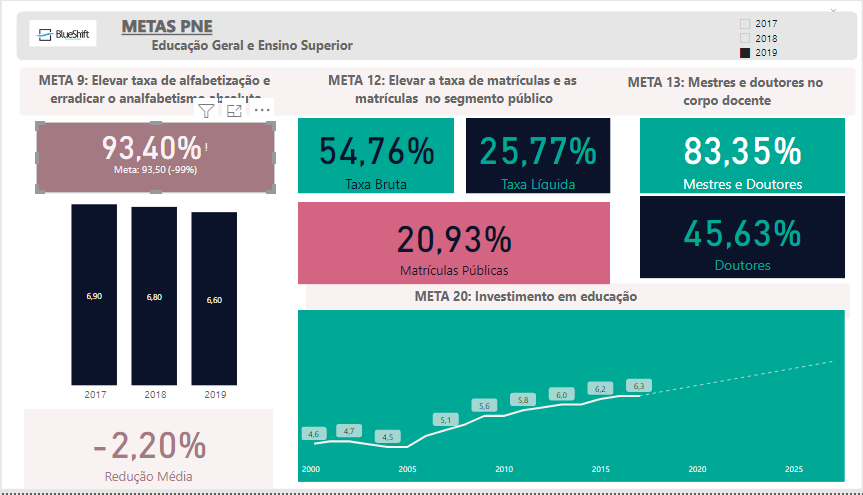 BlueShift
METAS PNE
Educação Geral e Ensino Superior
2017
2018
2019
META 9: Elevar taxa de alfabetização e
erradicar o analfabetismo absoluto
93,40% !
Meta: 93,50 (-99%)
6,90
6,80
6,60
2017
2018
2019
-2,20%
Redução Média
META 12: Elevar a taxa de matrículas e as
matrículas no segmento público
54,76%
Taxa Bruta
25,77%
Taxa Líquida
20,93%
Matrículas Públicas
META 13: Mestres e doutores no
corpo docente
83,35%
Mestres e Doutores
45,63%
Doutores
META 20: Investimento em educação
4,6
4,7
4,5
5,1
5,6
5,8
6,0
6,2
6,3
2000
2005
2010
2015
2020
2025